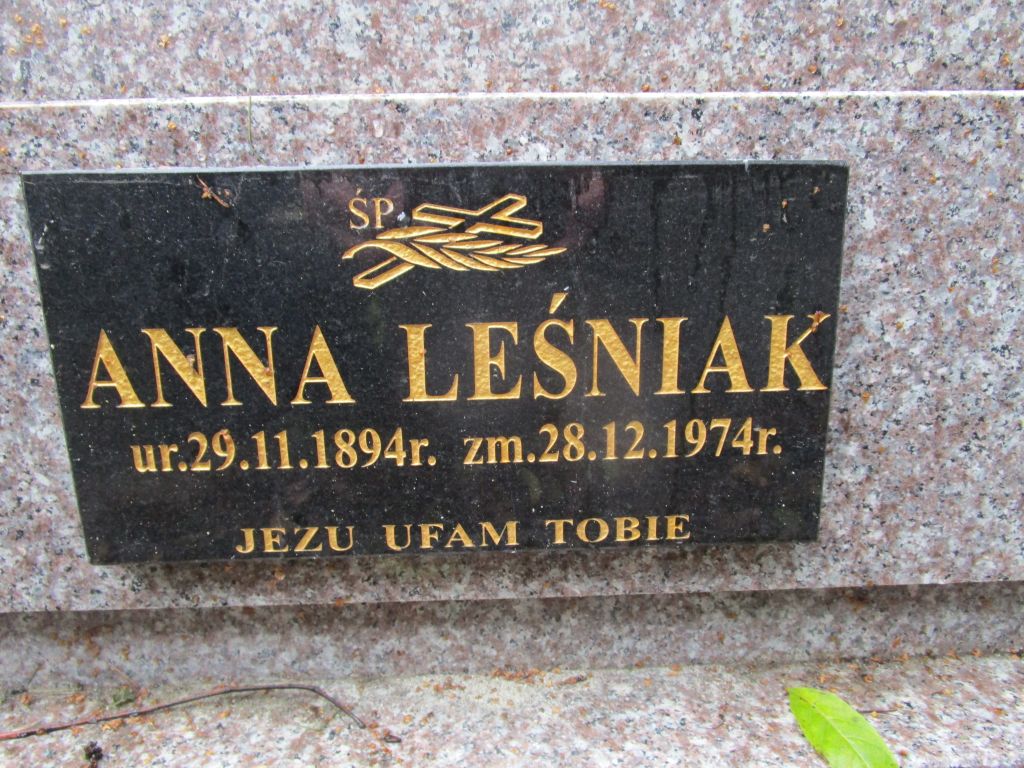 ŚP.
ANNA LEŚNIAK
ur.29.11.1894r. zm.28.12.1974r.
JEZU UFAM TOBIE